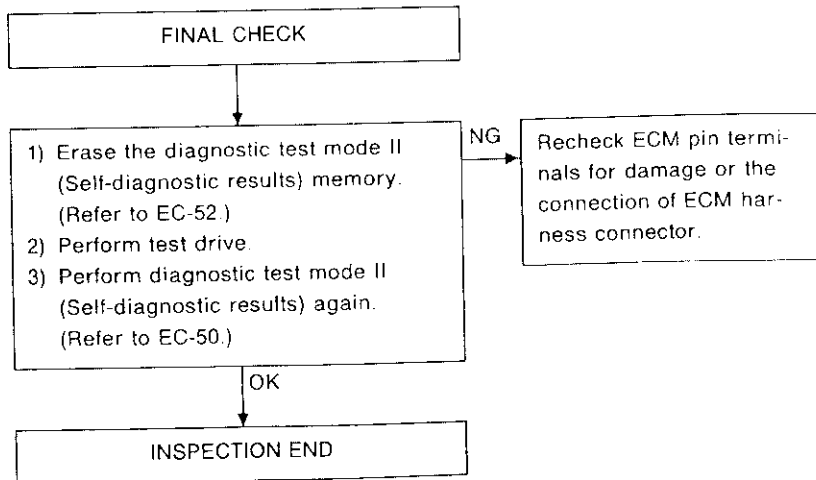 FINAL CHECK
1) Erase the diagnostic test mode II
(Self-diagnostic results) memory.
(Refer to EC-52.)
2) Perform test drive.
3) Perform diagnostic test mode II
(Self-diagnostic results) again.
(Refer to EC-50.)
NG
Recheck ECM pin termi-
nals for damage or the
connection of ECM har-
ness connector.
OK
INSPECTION END